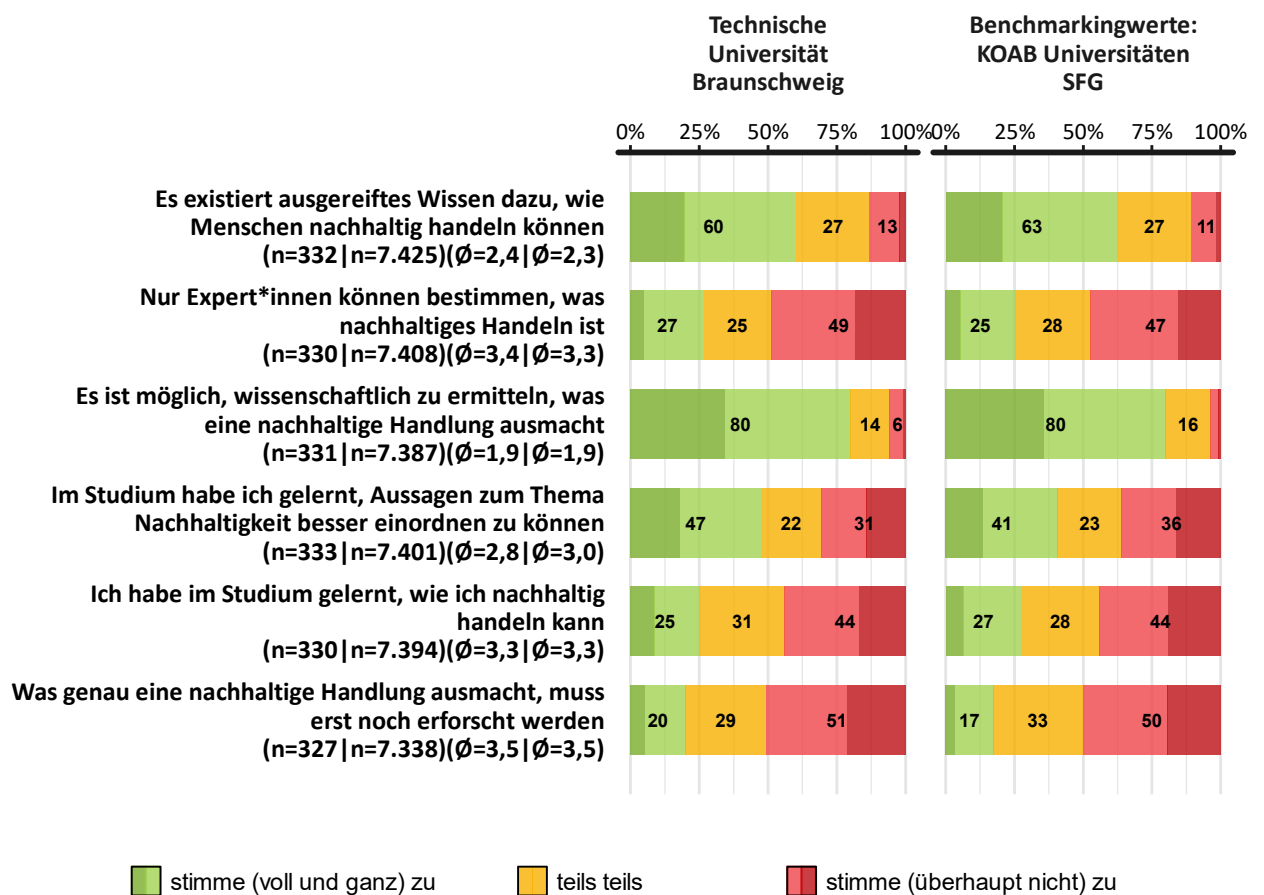 Technische
Universität
Braunschweig
Benchmarkingwerte:
KOAB Universitäten
SFG
0% 25% 50% 75% 100% 0% 25% 50% 75% 100%
Es existiert ausgereiftes Wissen dazu, wie
Menschen nachhaltig handeln können
(n=332|n=7.425)(Ø=2,4|Ø=2,3)
60 27 13 63 27 11
Nur Expert*innen können bestimmen, was
nachhaltiges Handeln ist
(n=330|n=7.408)(Ø=3,4|Ø=3,3)
27 25 49 25 28 47
Es ist möglich, wissenschaftlich zu ermitteln, was
eine nachhaltige Handlung ausmacht
(n=331|n=7.387)(Ø=1,9|Ø=1,9)
80 14 6 80 16
Im Studium habe ich gelernt, Aussagen zum Thema
Nachhaltigkeit besser einordnen zu können
(n=333|n=7.401)(Ø=2,8|Ø=3,0)
47 22 31 41 23 36
Ich habe im Studium gelernt, wie ich nachhaltig
handeln kann
(n=330|n=7.394)(Ø=3,3|Ø=3,3)
25 31 44 27 28 44
Was genau eine nachhaltige Handlung ausmacht, muss
erst noch erforscht werden
(n=327|n=7.338)(Ø=3,5|Ø=3,5)
20 29 51 17 33 50
stimme (voll und ganz) zu teils teils stimme (überhaupt nicht) zu